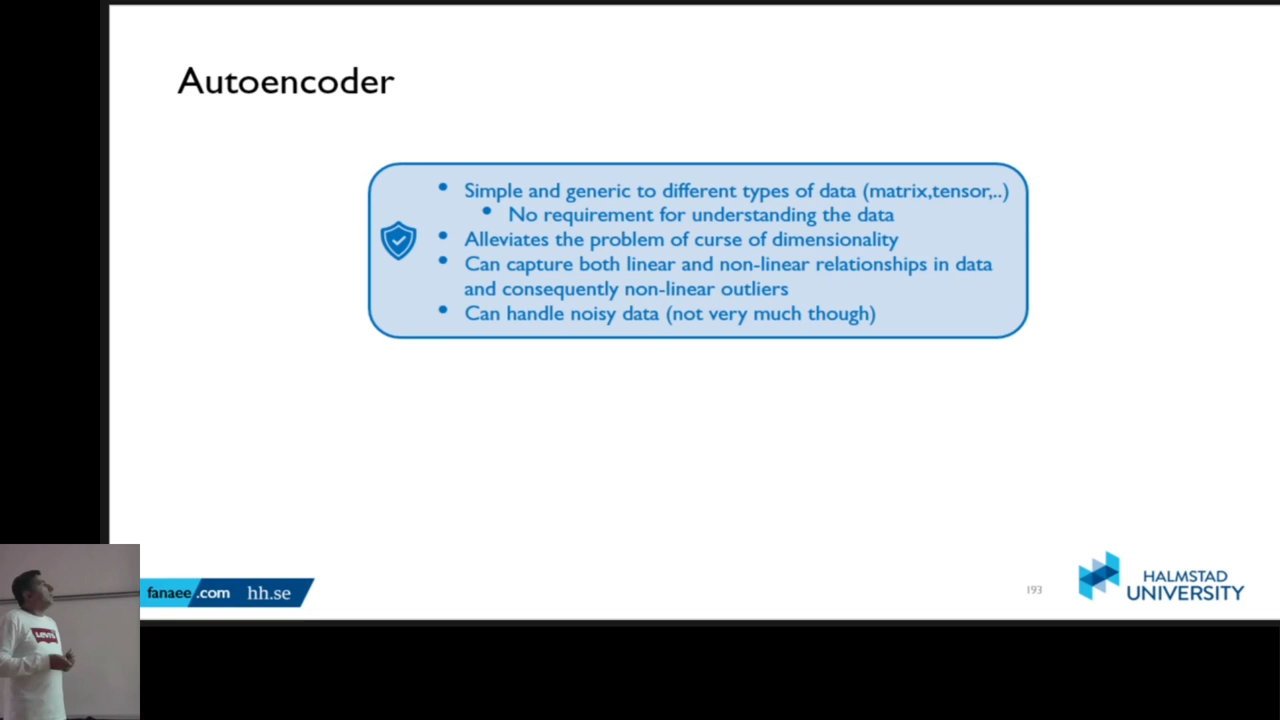 Autoencoder
• Simple and generic to different types of data (matrix,tensor,..)
• No requirement for understanding the data
• Alleviates the problem of curse of dimensionality
• Can capture both linear and non-linear relationships in data
and consequently non-linear outliers
• Can handle noisy data (not very much though)
Levi's
fanaee.com hh.se
193
HALMSTAD
UNIVERSITY